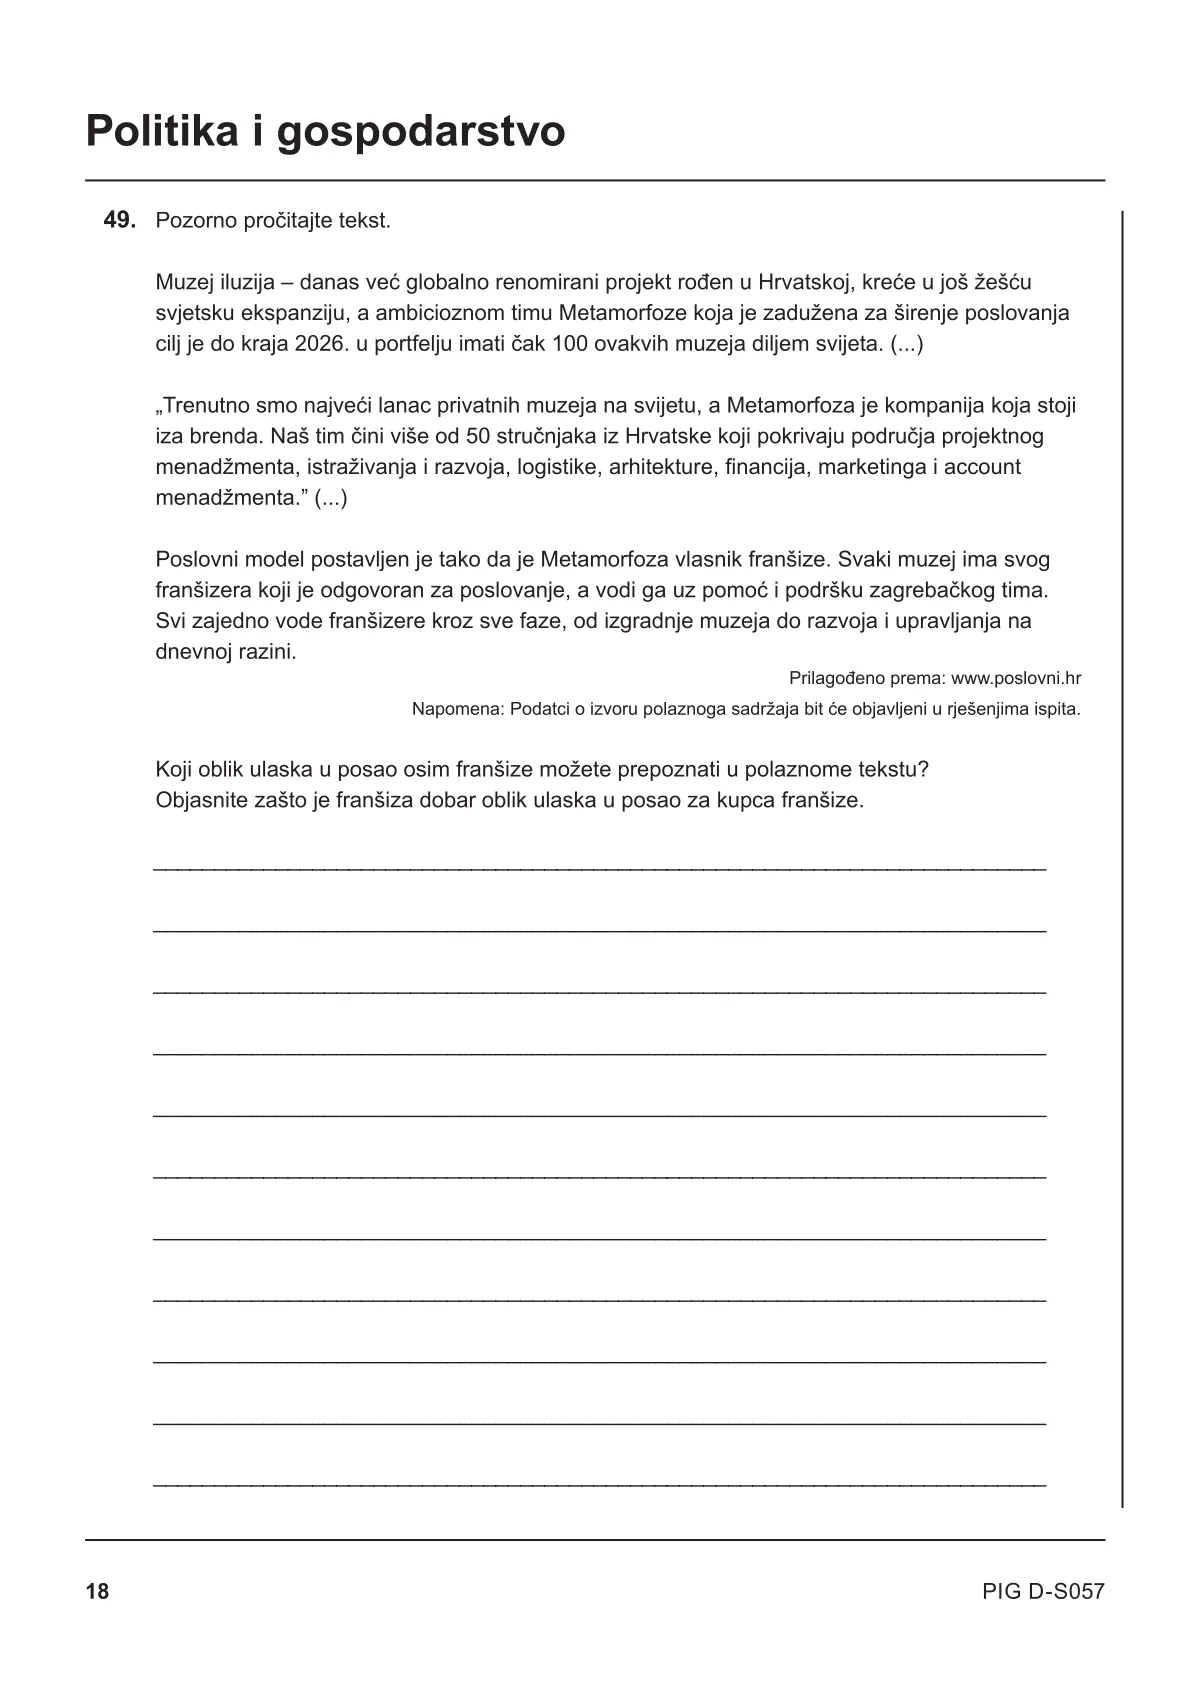 Politika i gospodarstvo
49. Pozorno pročitajte tekst.
Muzej iluzija – danas već globalno renomirani projekt rođen u Hrvatskoj, kreće u još žešću
svjetsku ekspanziju, a ambicioznom timu Metamorfoze koja je zadužena za širenje poslovanja
cilj je do kraja 2026. u portfelju imati čak 100 ovakvih muzeja diljem svijeta. (...)
„Trenutno smo najveći lanac privatnih muzeja na svijetu, a Metamorfoza je kompanija koja stoji
iza brenda. Naš tim čini više od 50 stručnjaka iz Hrvatske koji pokrivaju područja projektnog
menadžmenta, istraživanja i razvoja, logistike, arhitekture, financija, marketinga i account
menadžmenta.” (...)
Poslovni model postavljen je tako da je Metamorfoza vlasnik franšize. Svaki muzej ima svog
franšizera koji je odgovoran za poslovanje, a vodi ga uz pomoć i podršku zagrebačkog tima.
Svi zajedno vode franšizere kroz sve faze, od izgradnje muzeja do razvoja i upravljanja na
dnevnoj razini.
Prilagođeno prema: www.poslovni.hr
Napomena: Podatci o izvoru polaznoga sadržaja bit će objavljeni u rješenjima ispita.
Koji oblik ulaska u posao osim franšize možete prepoznati u polaznome tekstu?
Objasnite zašto je franšiza dobar oblik ulaska u posao za kupca franšize.
18
PIG D-S057